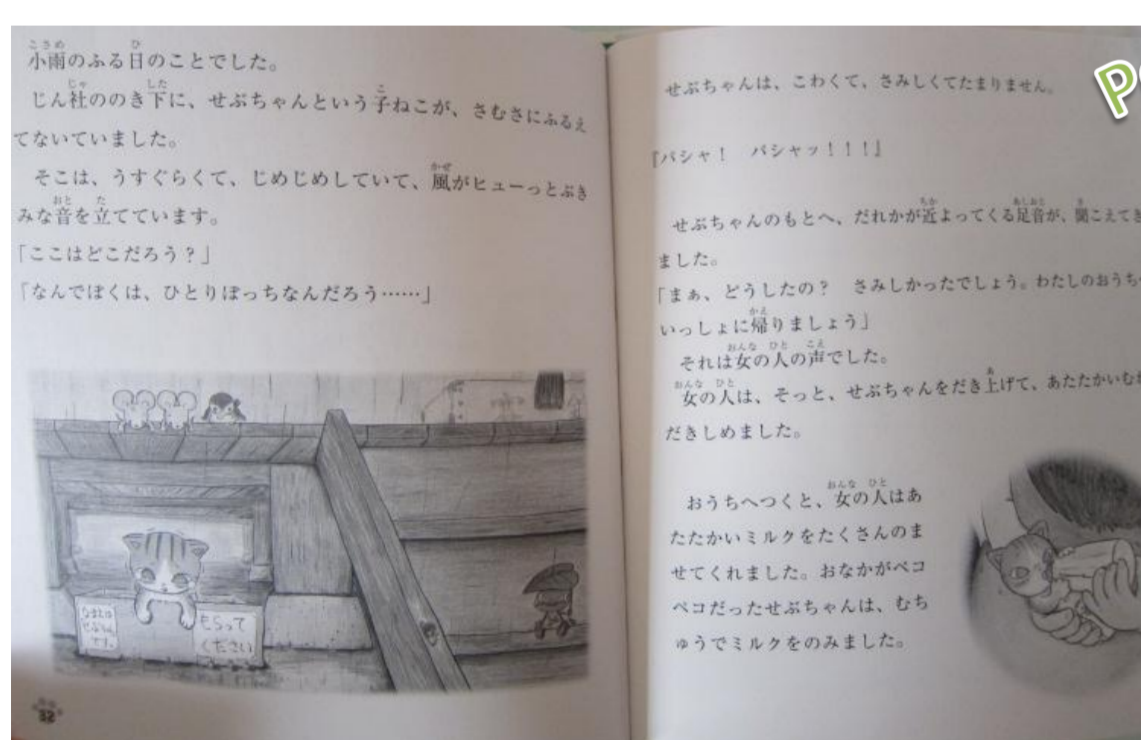 小雨のふる日のことでした。
じん社ののき下に、せぶちゃんという子ねこが、さむさにふるえ
てないていました。
そこは、うすぐらくて、じめじめしていて、風がヒューっとぶき
みな音を立てています。
「ここはどこだろう？」
「なんでぼくは、ひとりぼっちなんだろう……」
なまえは
せぶちゃん
です。
もらって
ください
32
せぶちゃんは、こわくて、さみしくてたまりません。
『パシャ！　パシャッ！！！』
せぶちゃんのもとへ、だれかが近よってくる足音が、聞こえてき
ました。
「まぁ、どうしたの？　さみしかったでしょう。わたしのおうちへ
いっしょに帰りましょう」
それは女の人の声でした。
女の人は、そっと、せぶちゃんをだき上げて、あたたかいむ
だきしめました。
おうちへつくと、女の人はあ
たたかいミルクをたくさんのま
せてくれました。おなかがペコ
ペコだったせぶちゃんは、むち
ゅうでミルクをのみました。